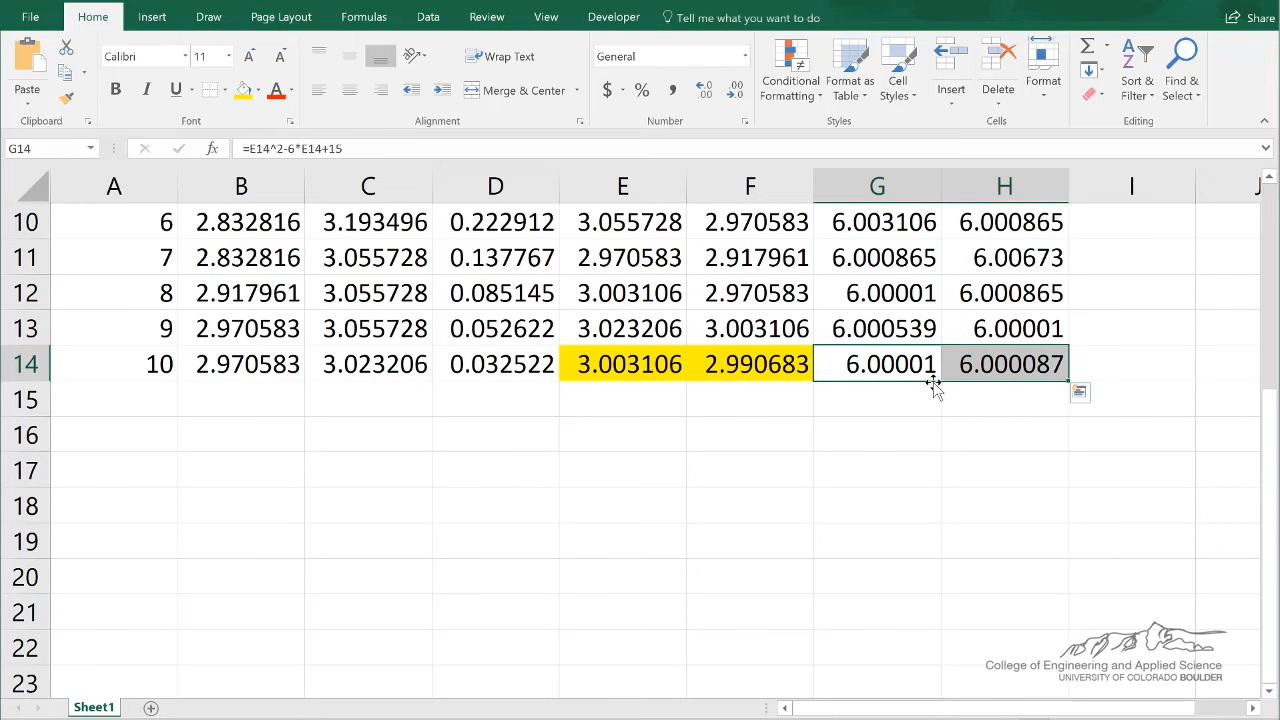 File Home Insert Draw Page Layout Formulas Data Review View Developer Tell me what you want to do Share
Calibri 11 Wrap Text General Σ A Z
Paste B I U A Merge & Center $ % , .0 .00 .00 .0 Conditional Formatting Format as Table Cell Styles Insert Delete Format Sort & Filter Find & Select
Clipboard Font Alignment Number Styles Cells Editing
G14 fx =E14^2-6*E14+15
A B C D E F G H I J
10 6 2.832816 3.193496 0.222912 3.055728 2.970583 6.003106 6.000865
11 7 2.832816 3.055728 0.137767 2.970583 2.917961 6.000865 6.00673
12 8 2.917961 3.055728 0.085145 3.003106 2.970583 6.00001 6.000865
13 9 2.970583 3.055728 0.052622 3.023206 3.003106 6.000539 6.00001
14 10 2.970583 3.023206 0.032522 3.003106 2.990683 6.00001 6.000087
15
16
17
18
19
20
21
22
23
College of Engineering and Applied Science
UNIVERSITY OF COLORADO BOULDER
Sheet1